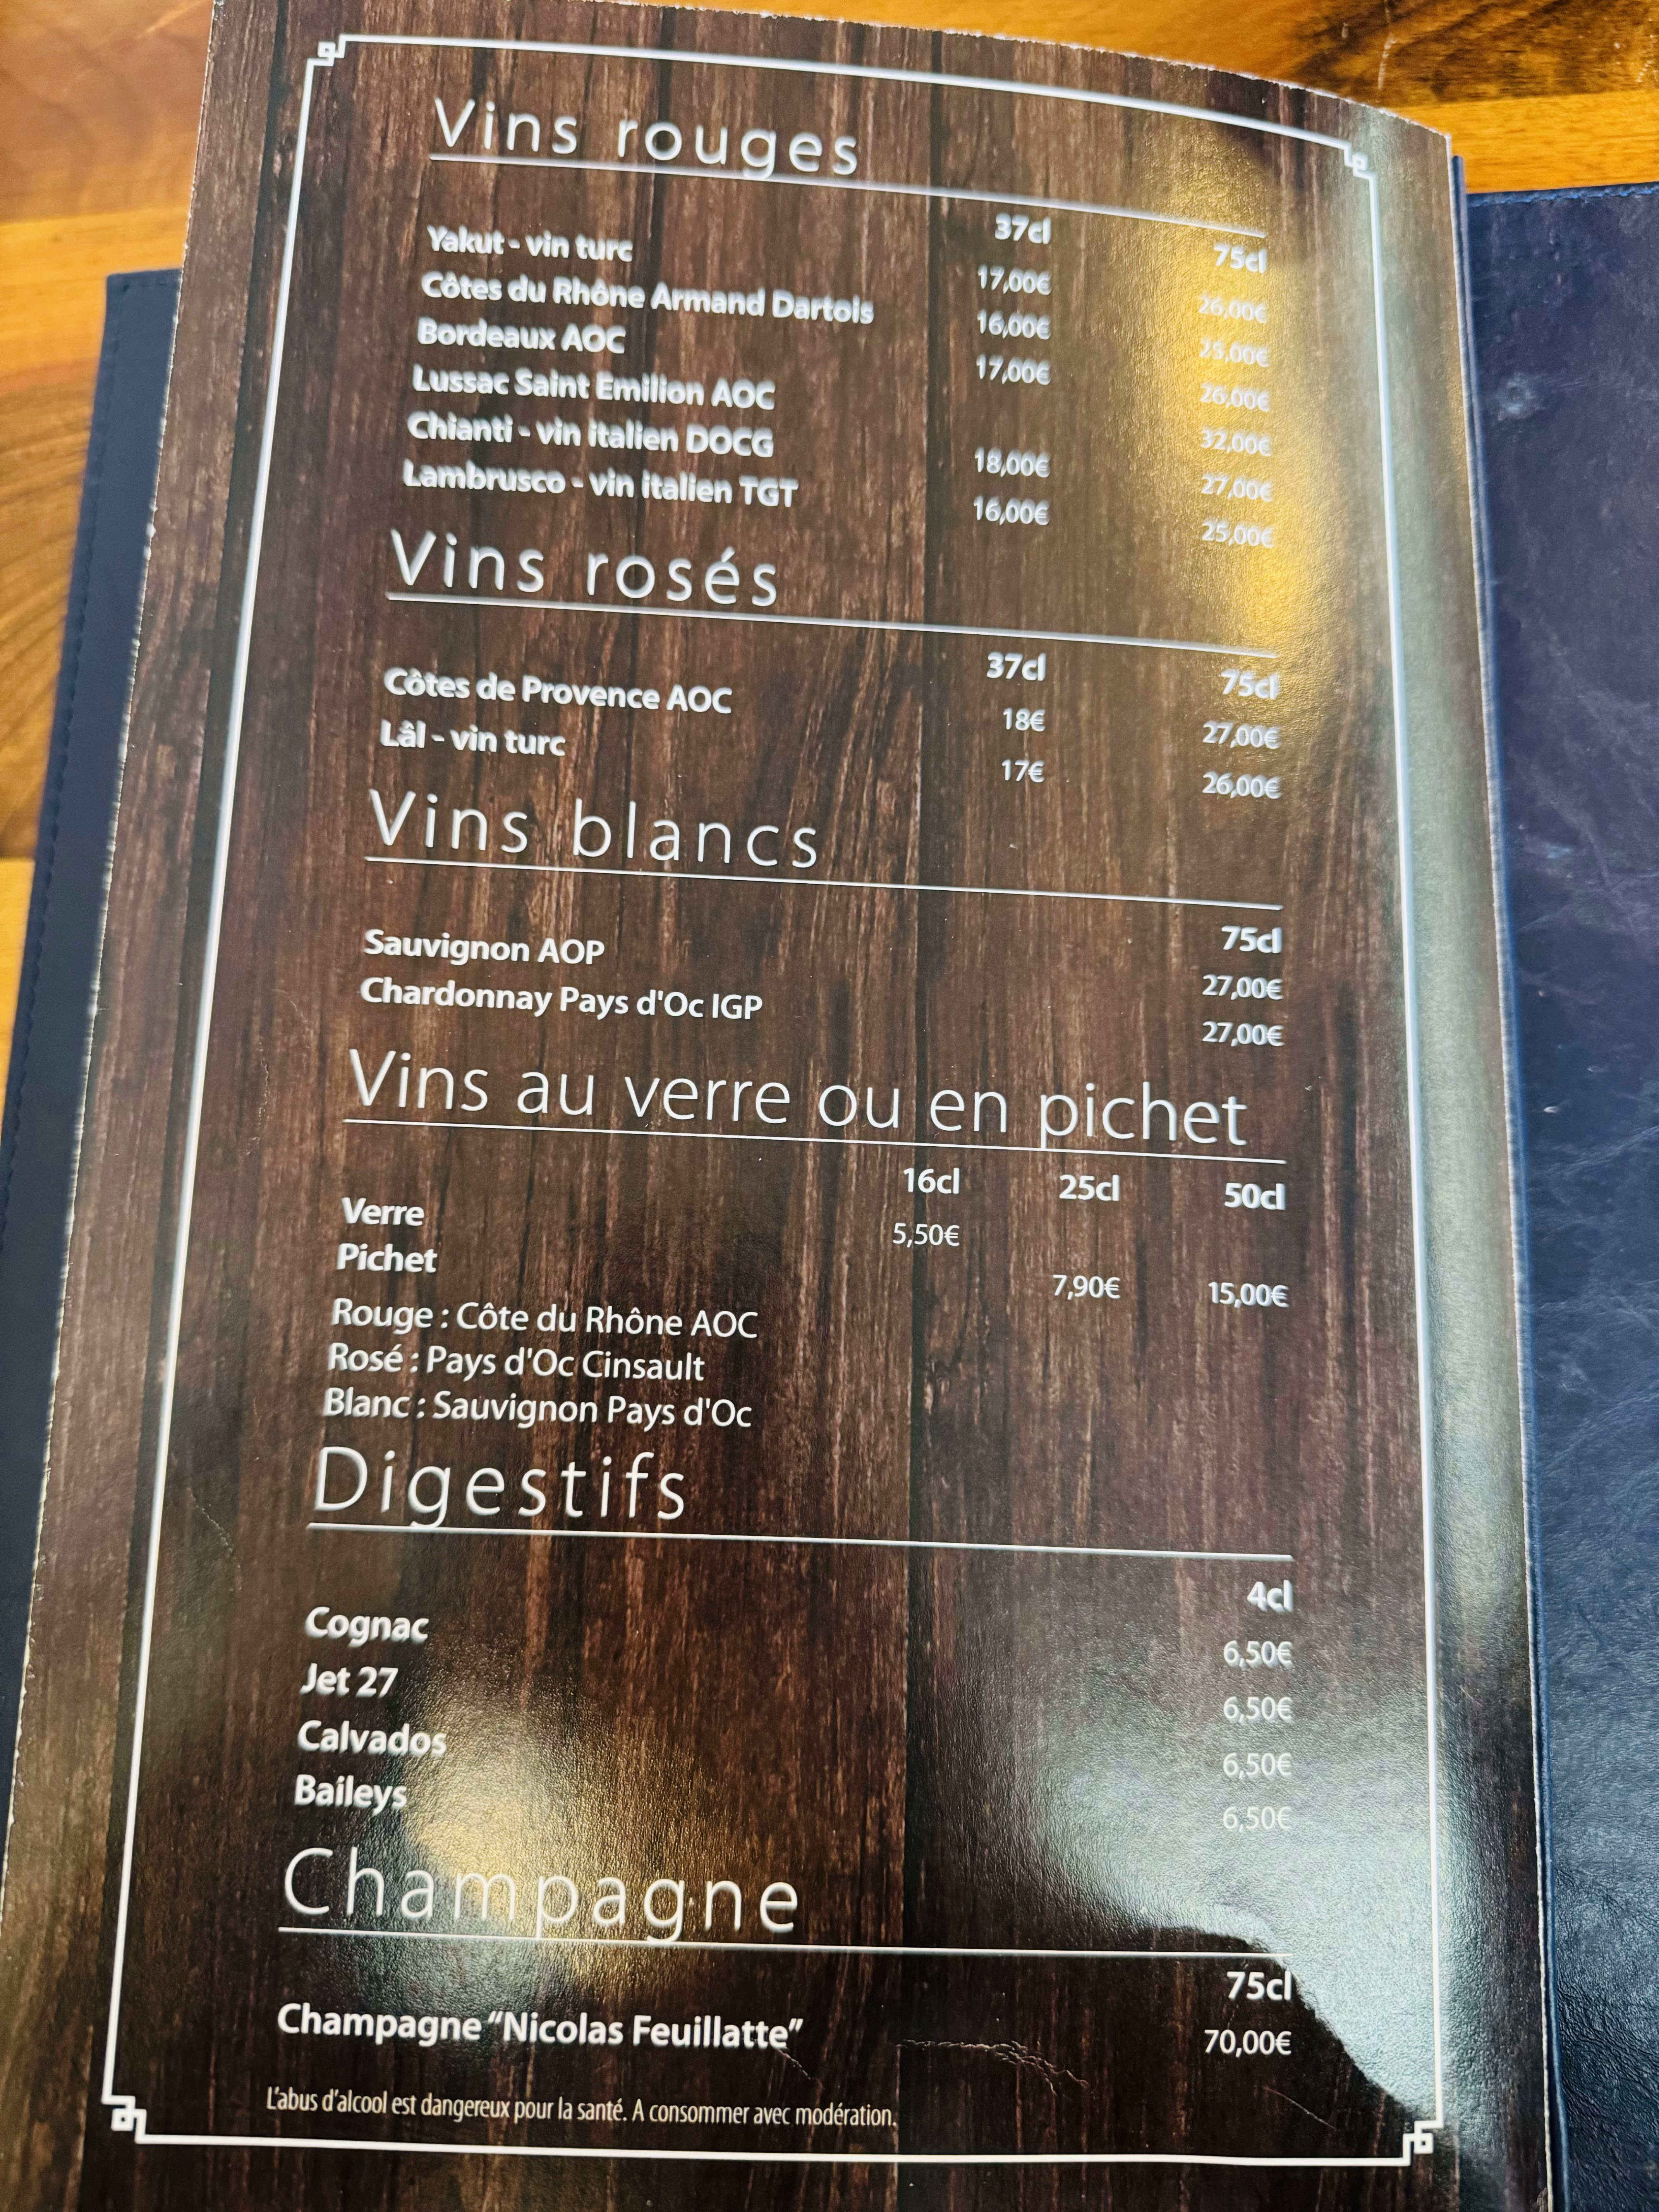 Vins rouges
37cl 75cl
Yakut - vin turc 17,00€ 26,00€
Côtes du Rhône Armand Dartois 16,00€ 25,00€
Bordeaux AOC 17,00€ 26,00€
Lussac Saint Emilion AOC 32,00€
Chianti - vin italien DOCG 18,00€ 27,00€
Lambrusco - vin italien TGT 16,00€ 25,00€
Vins rosés
37cl 75cl
Côtes de Provence AOC 18€ 27,00€
Lâl - vin turc 17€ 26,00€
Vins blancs
75cl
Sauvignon AOP 27,00€
Chardonnay Pays d'Oc IGP 27,00€
Vins au verre ou en pichet
16cl 25cl 50cl
Verre 5,50€
Pichet 7,90€ 15,00€
Rouge : Côte du Rhône AOC
Rosé : Pays d'Oc Cinsault
Blanc : Sauvignon Pays d'Oc
Digestifs
4cl
Cognac 6,50€
Jet 27 6,50€
Calvados 6,50€
Baileys 6,50€
Champagne
75cl
Champagne “Nicolas Feuillatte” 70,00€
L'abus d'alcool est dangereux pour la santé. A consommer avec modération.